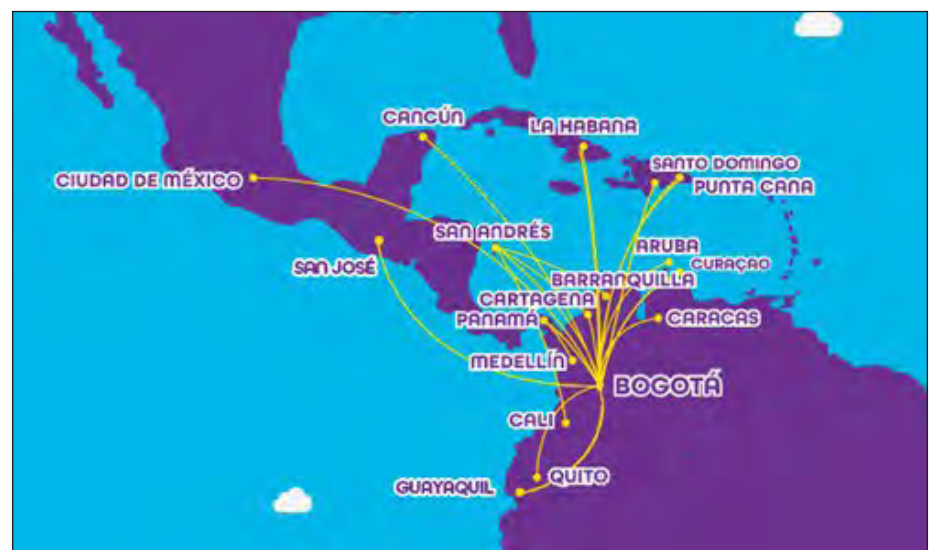 CANCÚN
LA HABANA
SANTO DOMINGO
CIUDAD DE MÉXICO
PUNTA CANA
SAN ANDRÉS
ARUBA
SAN JOSÉ
CURAÇAO
BARRANQUILLA
CARTAGENA
PANAMÁ
CARACAS
MEDELLÍN
BOGOTÁ
CALI
QUITO
GUAYAQUIL